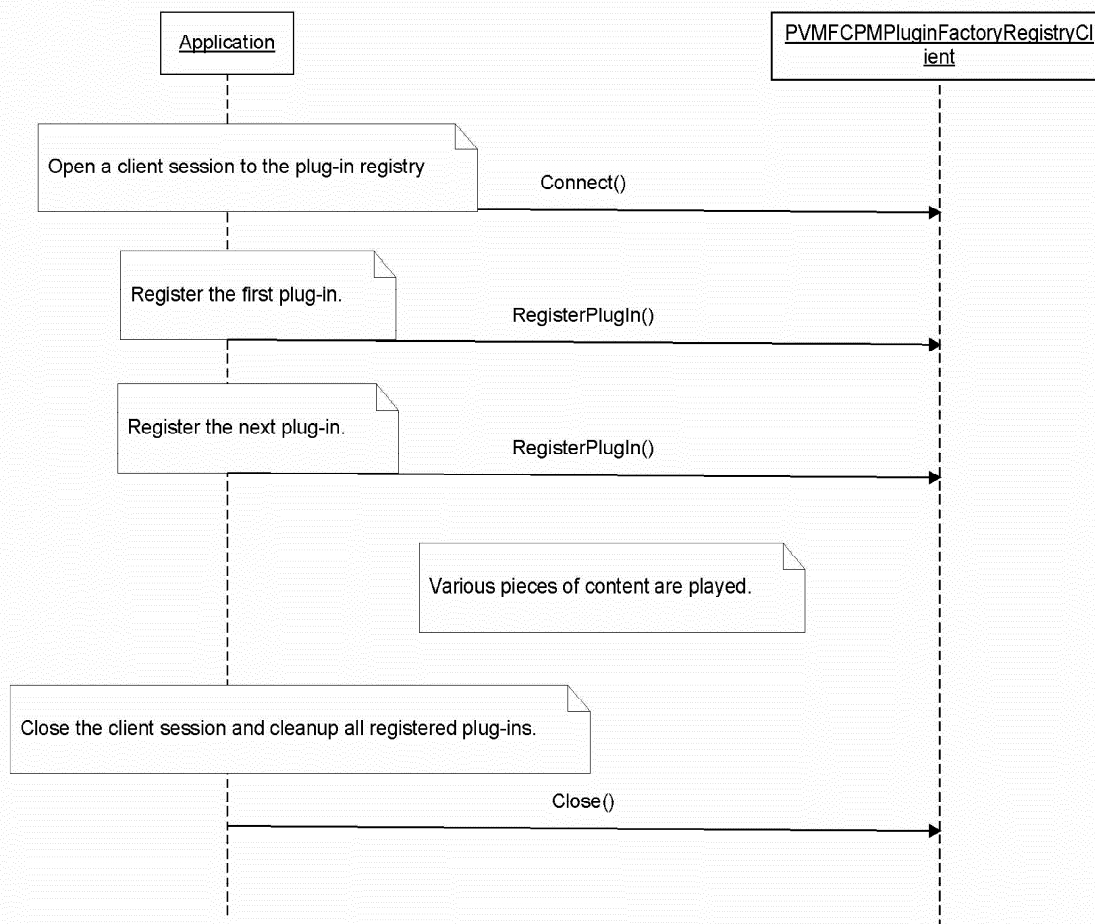 Application
PVMFCPMPluginFactoryRegistryCl
ient
Open a client session to the plug-in registry
Connect()
Register the first plug-in.
RegisterPlugIn()
Register the next plug-in.
RegisterPlugIn()
Various pieces of content are played.
Close the client session and cleanup all registered plug-ins.
Close()